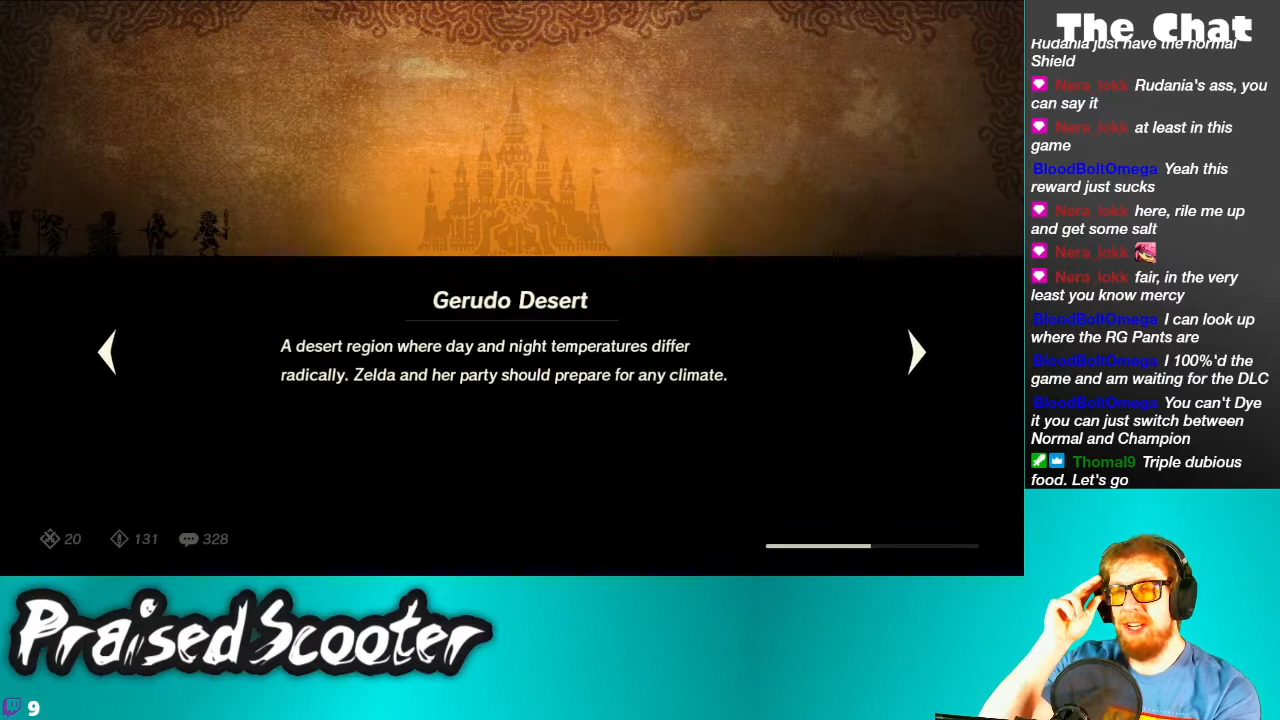 The Chat
Rudania just have the normal
Shield
Nera_lokk Rudania's ass, you
can say it
Nera_lokk at least in this
game
BloodBoltOmega Yeah this
reward just sucks
Nera_lokk here, rile me up
and get some salt
Nera_lokk
Nera_lokk fair, in the very
least you know mercy
BloodBoltOmega I can look up
where the RG Pants are
BloodBoltOmega I 100%'d the
game and am waiting for the DLC
BloodBoltOmega You can't Dye
it you can just switch between
Normal and Champion
Thomal9 Triple dubious
food. Let's go
Gerudo Desert
A desert region where day and night temperatures differ
radically. Zelda and her party should prepare for any climate.
20 131 328
PraisedScooter
9